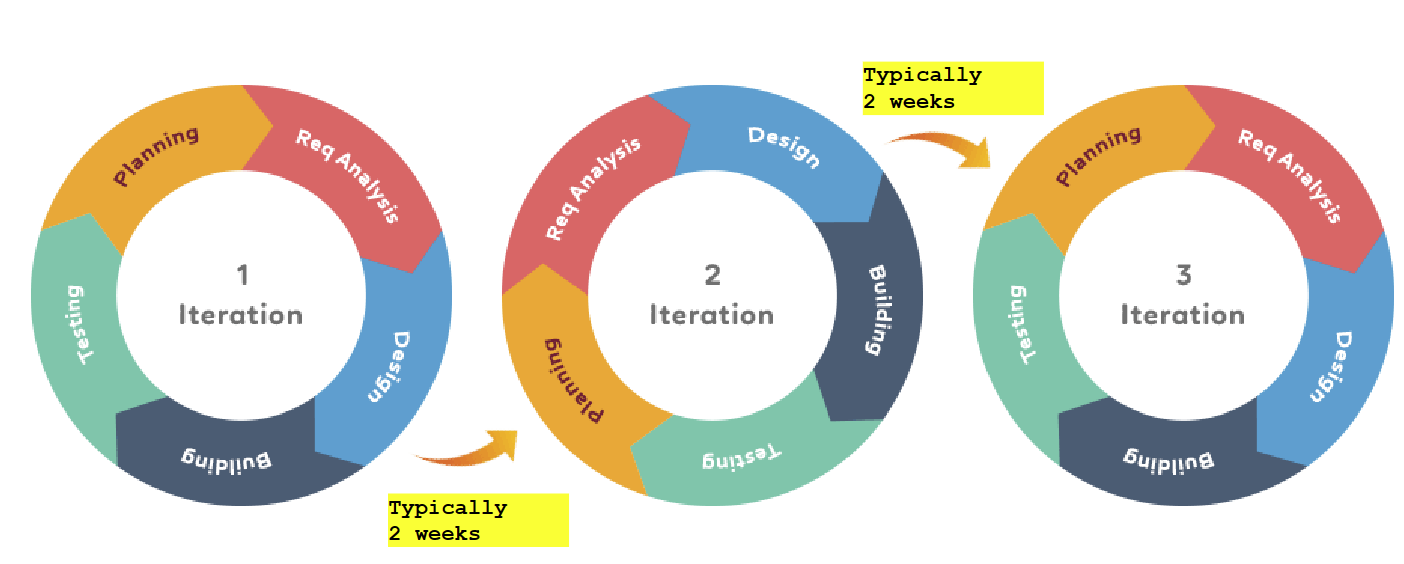 Planning
Req Analysis
Design
Building
Testing
1
Iteration
Typically
2 weeks
Planning
Req Analysis
Design
Building
Testing
2
Iteration
Typically
2 weeks
Planning
Req Analysis
Design
Building
Testing
3
Iteration